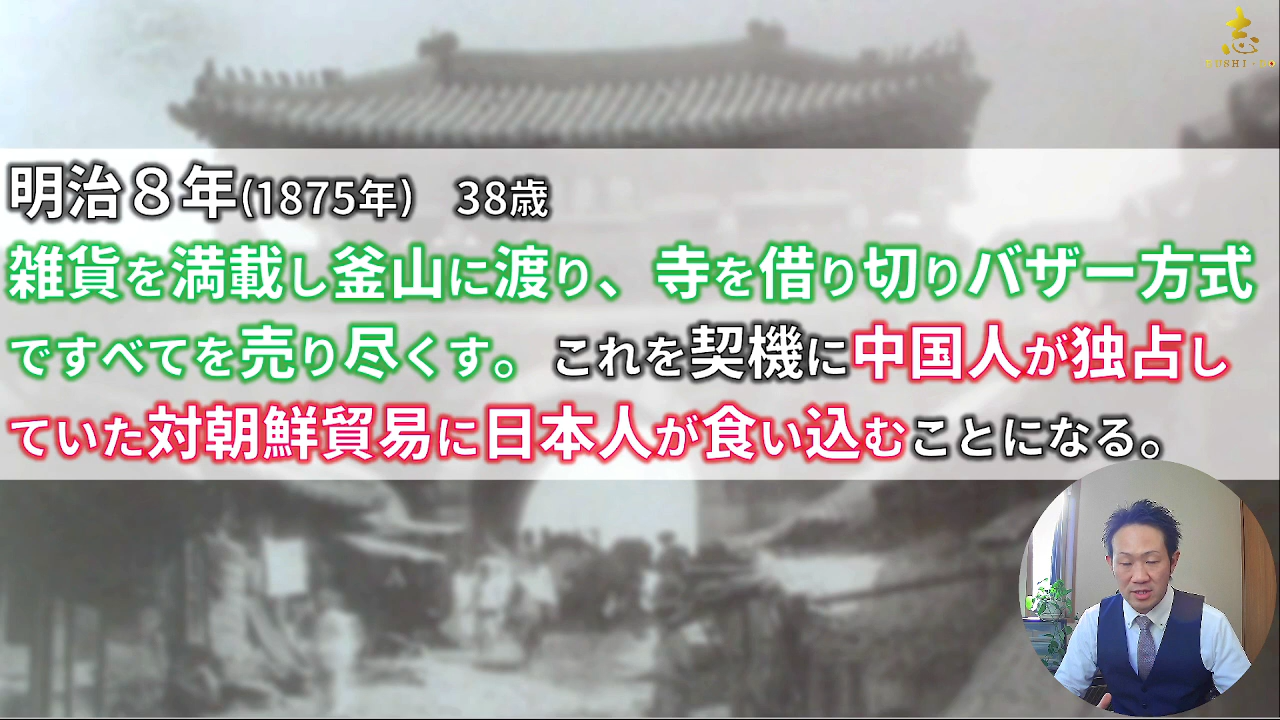 志
明治８年(1875年)　38歳
雑貨を満載し釜山に渡り、寺を借り切りバザー方式
ですべてを売り尽くす。これを契機に中国人が独占し
ていた対朝鮮貿易に日本人が食い込むことになる。